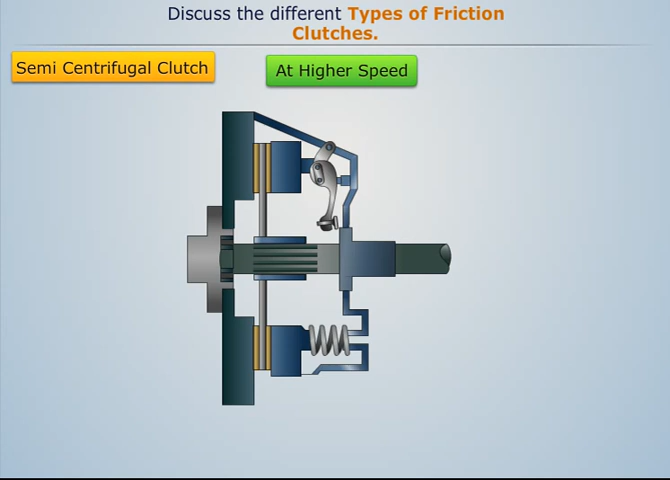 Discuss the different Types of Friction
Clutches.
Semi Centrifugal Clutch
At Higher Speed